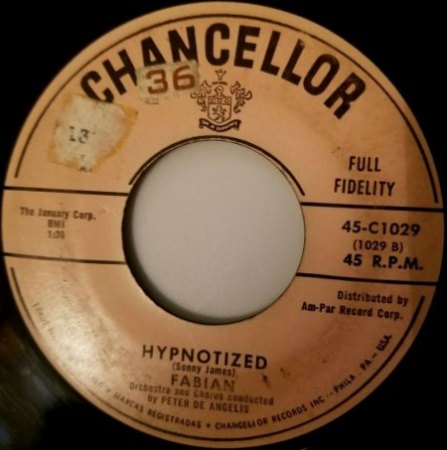 CHANCELLOR
36
13
FULL
FIDELITY
The January Corp.
BMI
1:36
45-C1029
(1029 B)
45 R.P.M.
Distributed by
Am-Par Record Corp.
HYPNOTIZED
(Sonny James)
FABIAN
Orchestra and Chorus conducted
by PETER DE ANGELIS
MARCAS REGISTRADAS • CHANCELLOR RECORDS INC. • PHILA. PA – USA.